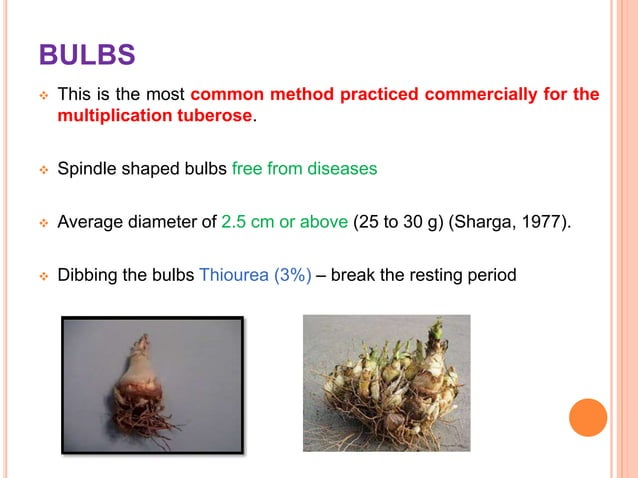 BULBS
This is the most common method practiced commercially for the
multiplication tuberose.
Spindle shaped bulbs free from diseases
Average diameter of 2.5 cm or above (25 to 30 g) (Sharga, 1977).
Dibbing the bulbs Thiourea (3%) – break the resting period